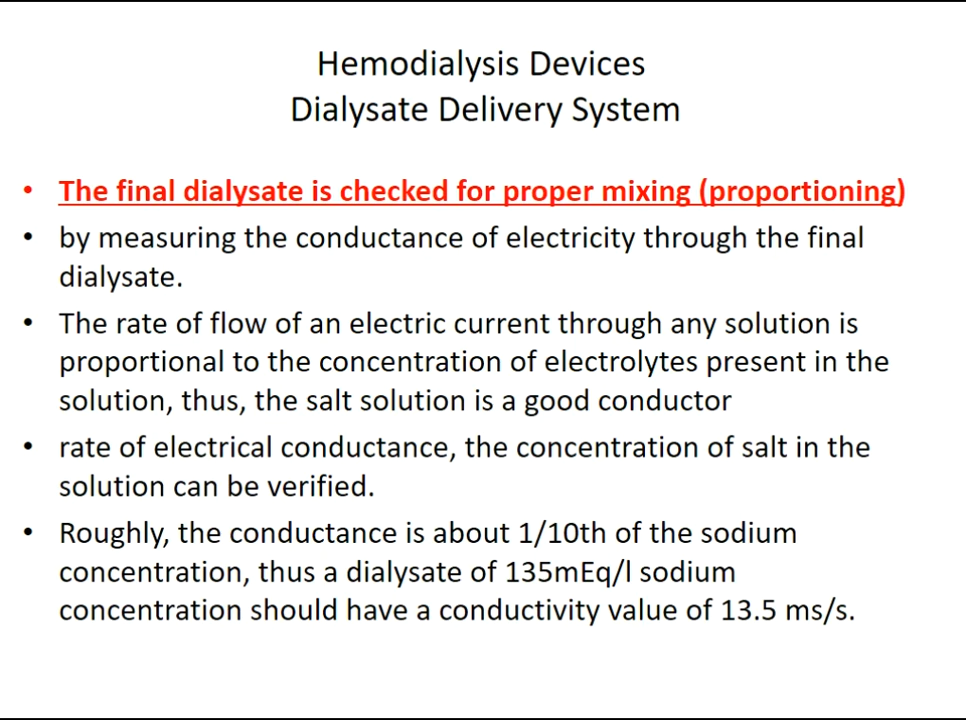 Hemodialysis Devices
Dialysate Delivery System
• The final dialysate is checked for proper mixing (proportioning)
• by measuring the conductance of electricity through the final
dialysate.
• The rate of flow of an electric current through any solution is
proportional to the concentration of electrolytes present in the
solution, thus, the salt solution is a good conductor
• rate of electrical conductance, the concentration of salt in the
solution can be verified.
• Roughly, the conductance is about 1/10th of the sodium
concentration, thus a dialysate of 135mEq/l sodium
concentration should have a conductivity value of 13.5 ms/s.